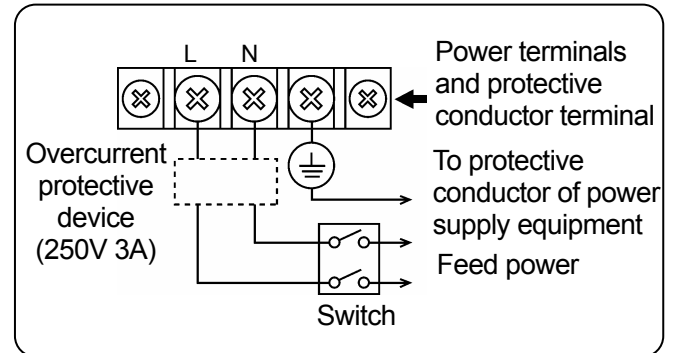 L N
Power terminals
and protective
conductor terminal
Overcurrent
protective
device
(250V 3A)
To protective
conductor of power
supply equipment
Feed power
Switch